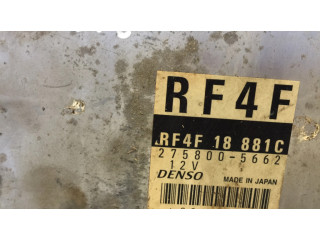 RF4F
RF4F 18 881C
275800-5662
12V
DENSO
MADE IN JAPAN